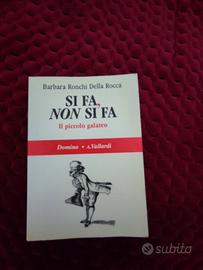 Barbara Ronchi Della Rocca
SI FA,
NON SI FA
Il piccolo galateo
Domino • A.Vallardi
subito